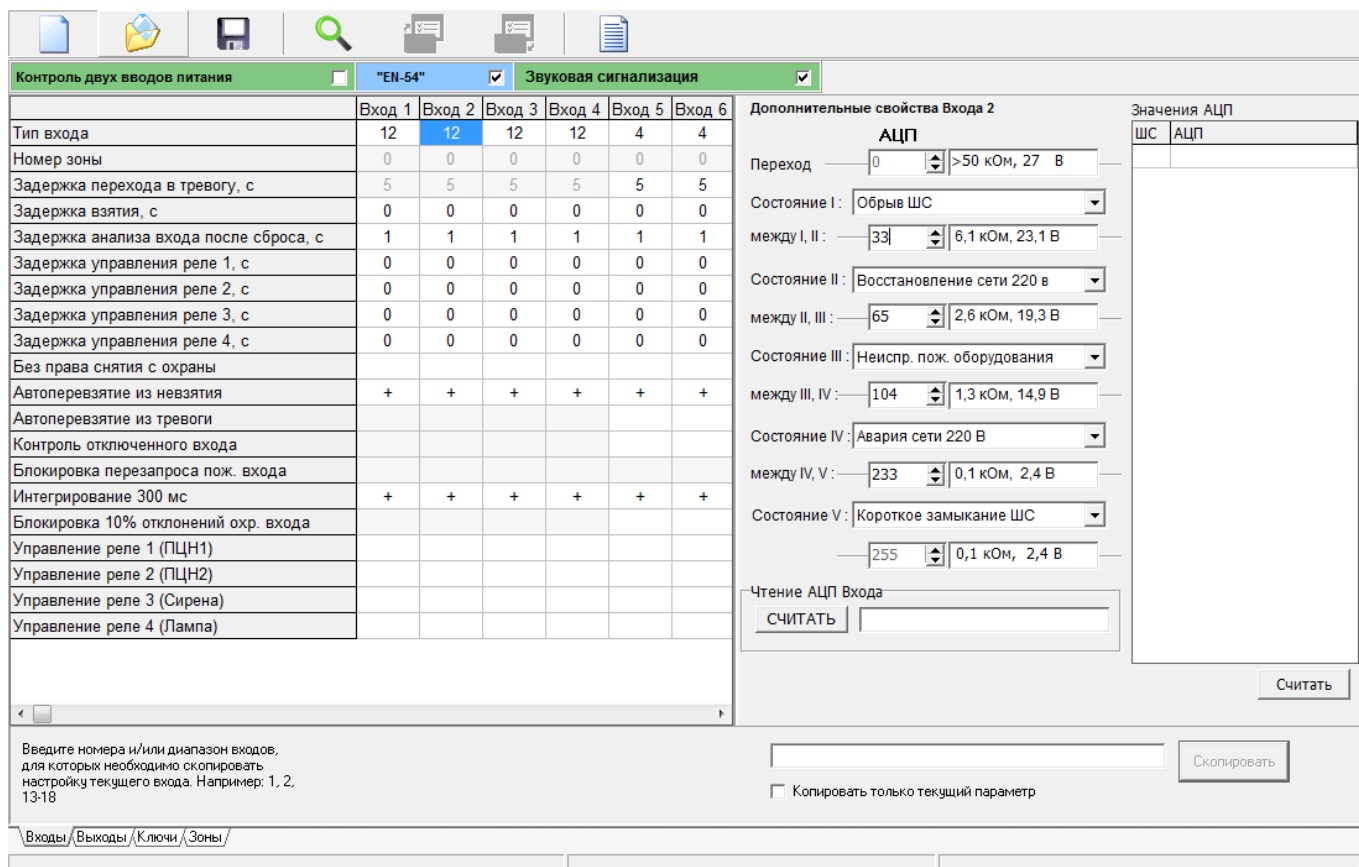 Контроль двух вводов питания "EN-54" Звуковая сигнализация
Вход 1 Вход 2 Вход 3 Вход 4 Вход 5 Вход 6
Тип входа 12 12 12 12 4 4
Номер зоны 0 0 0 0 0 0
Задержка перехода в тревогу, с 5 5 5 5 5 5
Задержка взятия, с 0 0 0 0 0 0
Задержка анализа входа после сброса, с 1 1 1 1 1 1
Задержка управления реле 1, с 0 0 0 0 0 0
Задержка управления реле 2, с 0 0 0 0 0 0
Задержка управления реле 3, с 0 0 0 0 0 0
Задержка управления реле 4, с 0 0 0 0 0 0
Без права снятия с охраны
Автоперевзятие из невзятия + + + + + +
Автоперевзятие из тревоги
Контроль отключенного входа
Блокировка перезапроса пож. входа
Интегрирование 300 мс + + + + + +
Блокировка 10% отклонений охр. входа
Управление реле 1 (ПЦН1)
Управление реле 2 (ПЦН2)
Управление реле 3 (Сирена)
Управление реле 4 (Лампа)
Дополнительные свойства Входа 2
АЦП
Переход 0 >50 кОм, 27 В
Состояние I : Обрыв ШС
между I, II : 33 6,1 кОм, 23,1 В
Состояние II : Восстановление сети 220 в
между II, III : 65 2,6 кОм, 19,3 В
Состояние III : Неиспр. пож. оборудования
между III, IV : 104 1,3 кОм, 14,9 В
Состояние IV : Авария сети 220 В
между IV, V : 233 0,1 кОм, 2,4 В
Состояние V : Короткое замыкание ШС
255 0,1 кОм, 2,4 В
Чтение АЦП Входа
СЧИТАТЬ
Значения АЦП
ШС АЦП
Считать
Введите номера и/или диапазон входов,
для которых необходимо скопировать
настройку текущего входа. Например: 1, 2,
13-18
Скопировать
Копировать только текущий параметр
Входы Выходы Ключи Зоны